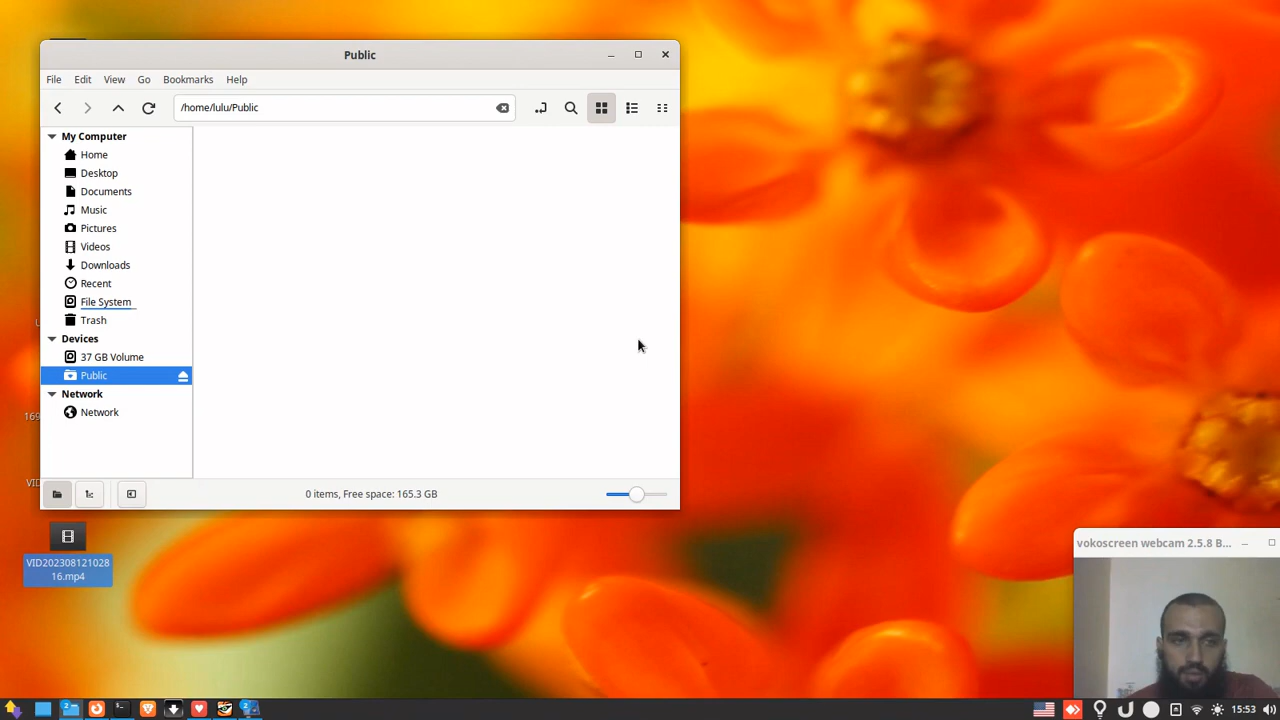 Public
File Edit View Go Bookmarks Help
/home/lulu/Public
My Computer
Home
Desktop
Documents
Music
Pictures
Videos
Downloads
Recent
File System
Trash
Devices
37 GB Volume
Public
Network
Network
0 items, Free space: 165.3 GB
169
VID
VID202308121028
16.mp4
vokoscreen webcam 2.5.8 B...
15:53